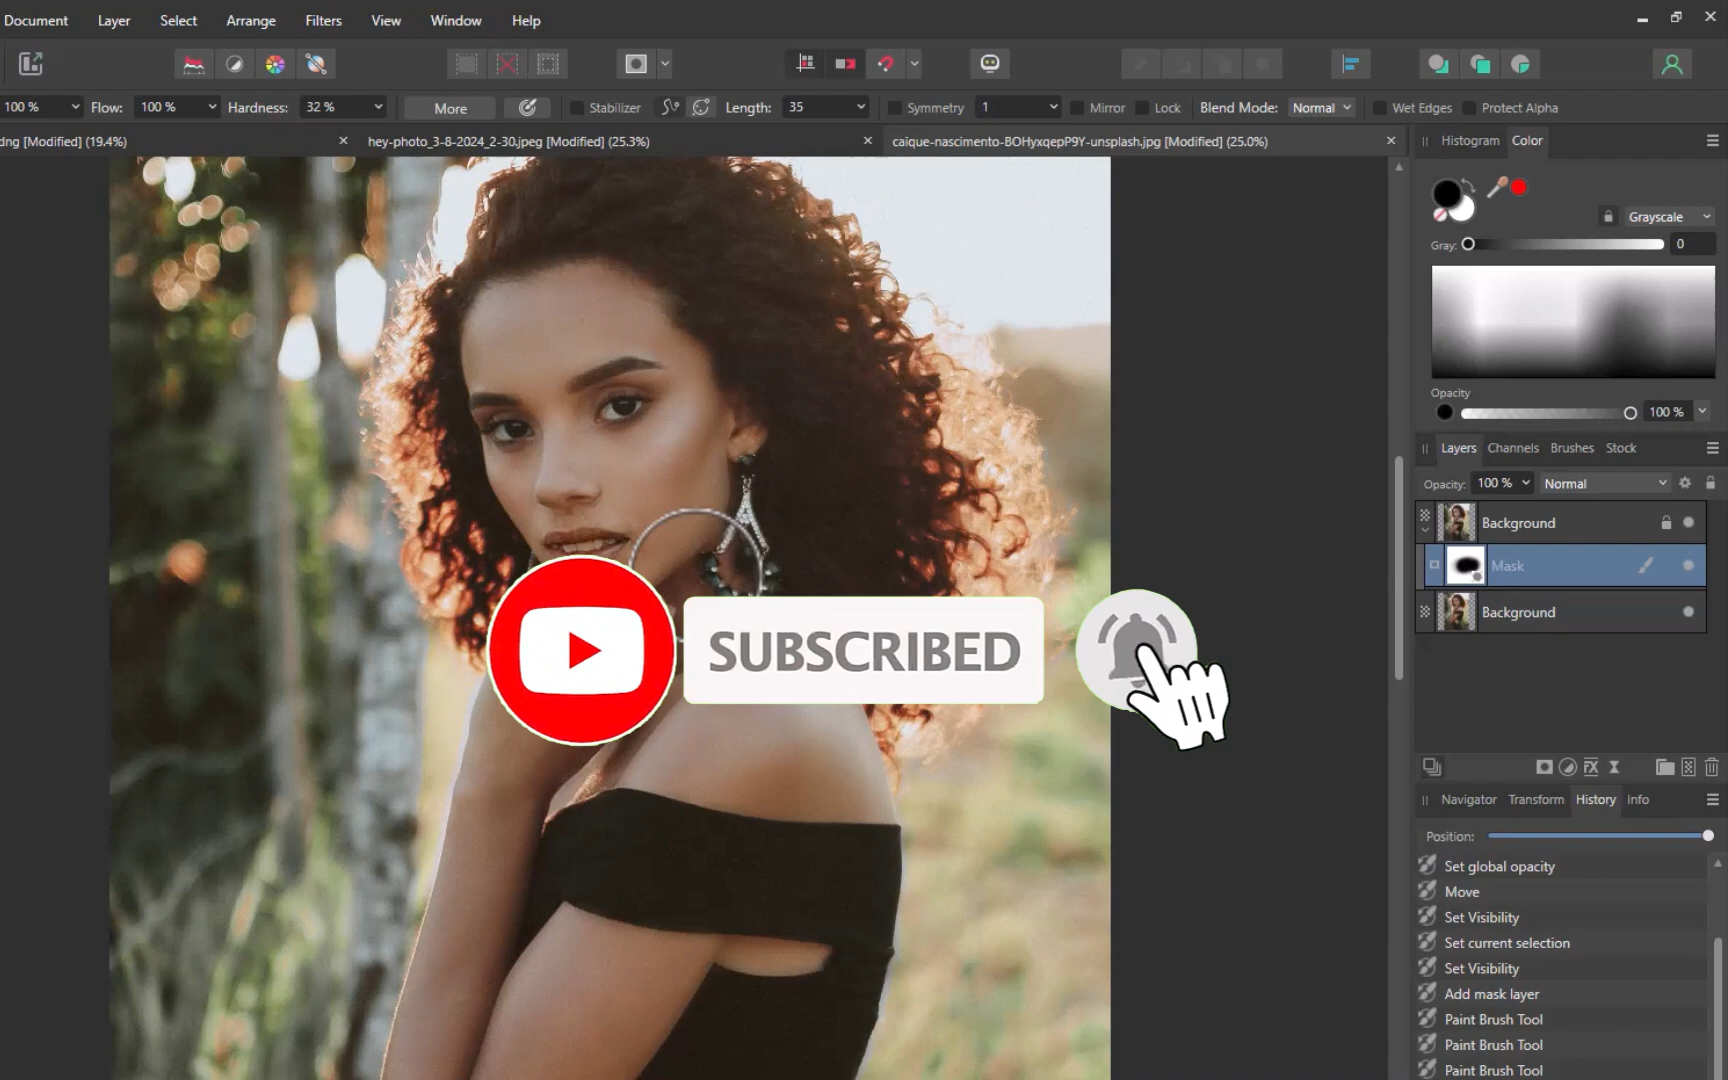 Document Layer Select Arrange Filters View Window Help
100 % Flow: 100 % Hardness: 32 % More Stabilizer Length: 35 Symmetry 1 Mirror Lock Blend Mode: Normal Wet Edges Protect Alpha
dng [Modified] (19.4%) hey-photo_3-8-2024_2-30.jpeg [Modified] (25.3%) caique-nascimento-BOHyxqepP9Y-unsplash.jpg [Modified] (25.0%)
Histogram Color
Grayscale
Gray: 0
Opacity
100 %
Layers Channels Brushes Stock
Opacity: 100 % Normal
Background
Mask
Background
SUBSCRIBED
FX
Navigator Transform History Info
Position:
Set global opacity
Move
Set Visibility
Set current selection
Set Visibility
Add mask layer
Paint Brush Tool
Paint Brush Tool
Paint Brush Tool